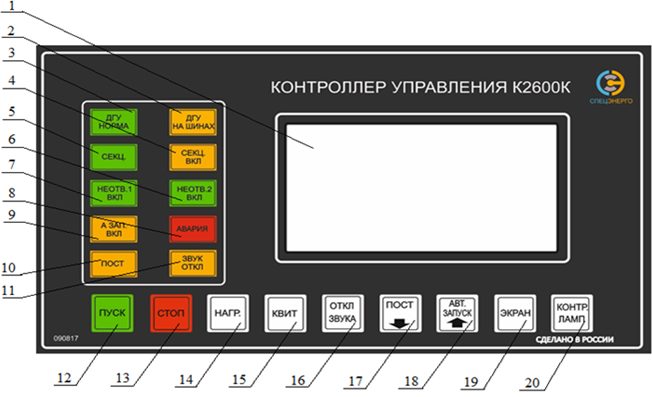 1
2
3
4
5
6
7
8
9
10
11
КОНТРОЛЛЕР УПРАВЛЕНИЯ К2600К
СПЕЦЭНЕРГО
ДГУ
НОРМА
ДГУ
НА ШИНАХ
СЕКЦ.
СЕКЦ.
ВКЛ
НЕОТВ.1
ВКЛ
НЕОТВ.2
ВКЛ
А ЗАП.
ВКЛ
АВАРИЯ
ПОСТ
ЗВУК
ОТКЛ
ПУСК
СТОП
НАГР.
КВИТ
ОТКЛ
ЗВУКА
ПОСТ
АВТ.
ЗАПУСК
ЭКРАН
КОНТР.
ЛАМП
090817
СДЕЛАНО В РОССИИ
12
13
14
15
16
17
18
19
20